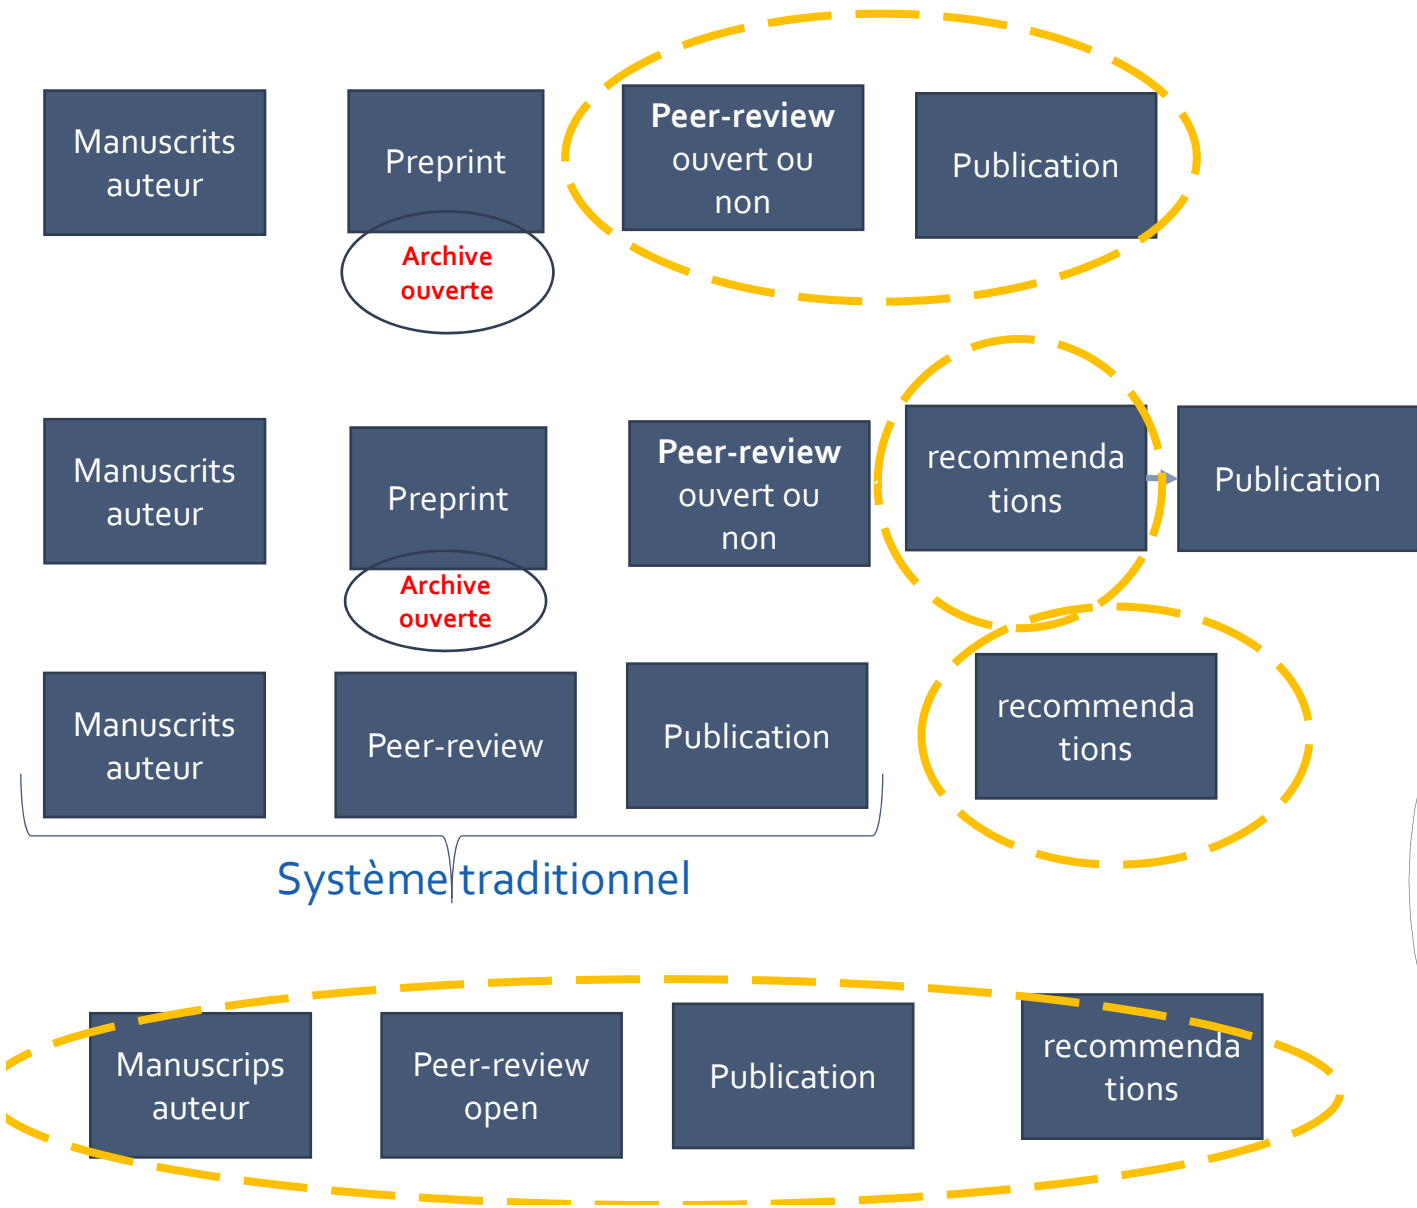 Manuscrits
auteur
Preprint
Archive
ouverte
Peer-review
ouvert ou
non
Publication
Manuscrits
auteur
Preprint
Archive
ouverte
Peer-review
ouvert ou
non
recommenda
tions
Publication
Manuscrits
auteur
Peer-review
Publication
recommenda
tions
Système traditionnel
Manuscrips
auteur
Peer-review
open
Publication
recommenda
tions